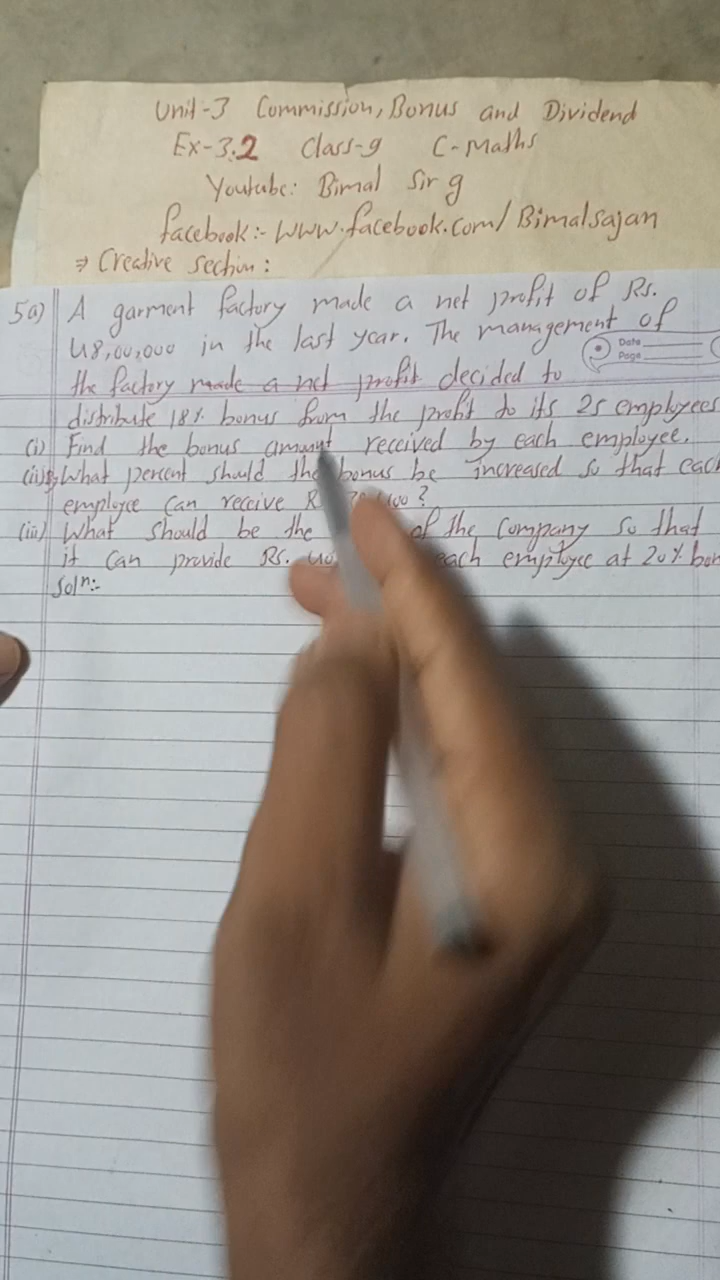 Unit-3 Commission, Bonus and Dividend
Ex-3.2 Class-9 C-Maths
Youtube: Bimal Sir g
facebook:- www.facebook.com/Bimalsajan
⇒ Creative section:
5a) A garment factory made a net profit of Rs.
48,00,000 in the last year. The management of
Date
Page
the factory made a net profit decided to
distribute 18% bonus from the profit to its 25 employees
(i) Find the bonus amount received by each employee.
(ii) What percent should the bonus be increased so that each
employee can receive
(iii) What should be the of the company so that
it can provide Rs. each employee at 20%
Soln:-